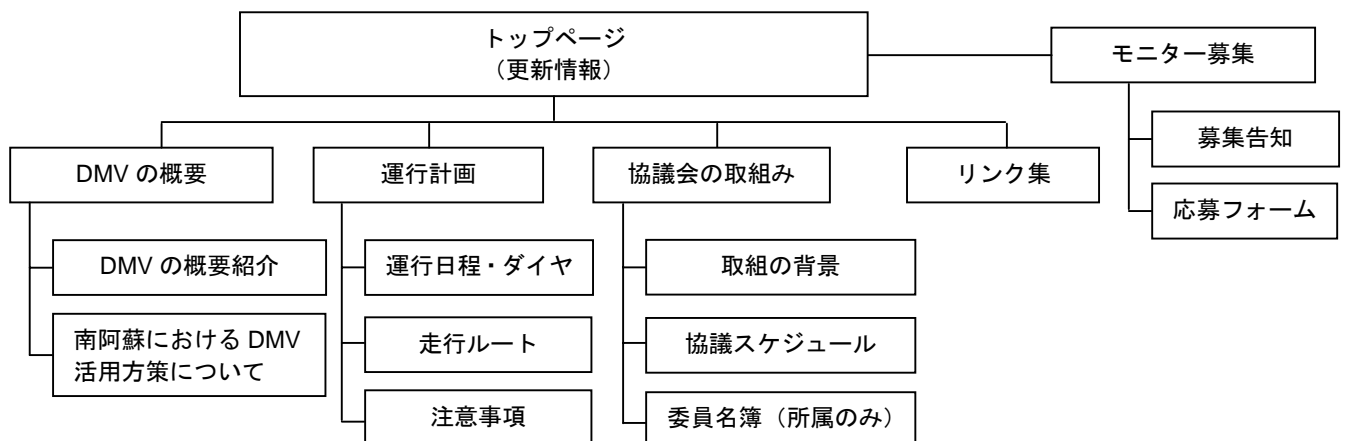 トップページ
（更新情報）
モニター募集
募集告知
応募フォーム
DMV の概要
運行計画
協議会の取組み
リンク集
DMV の概要紹介
運行日程・ダイヤ
取組の背景
南阿蘇における DMV
活用方策について
走行ルート
協議スケジュール
注意事項
委員名簿（所属のみ）